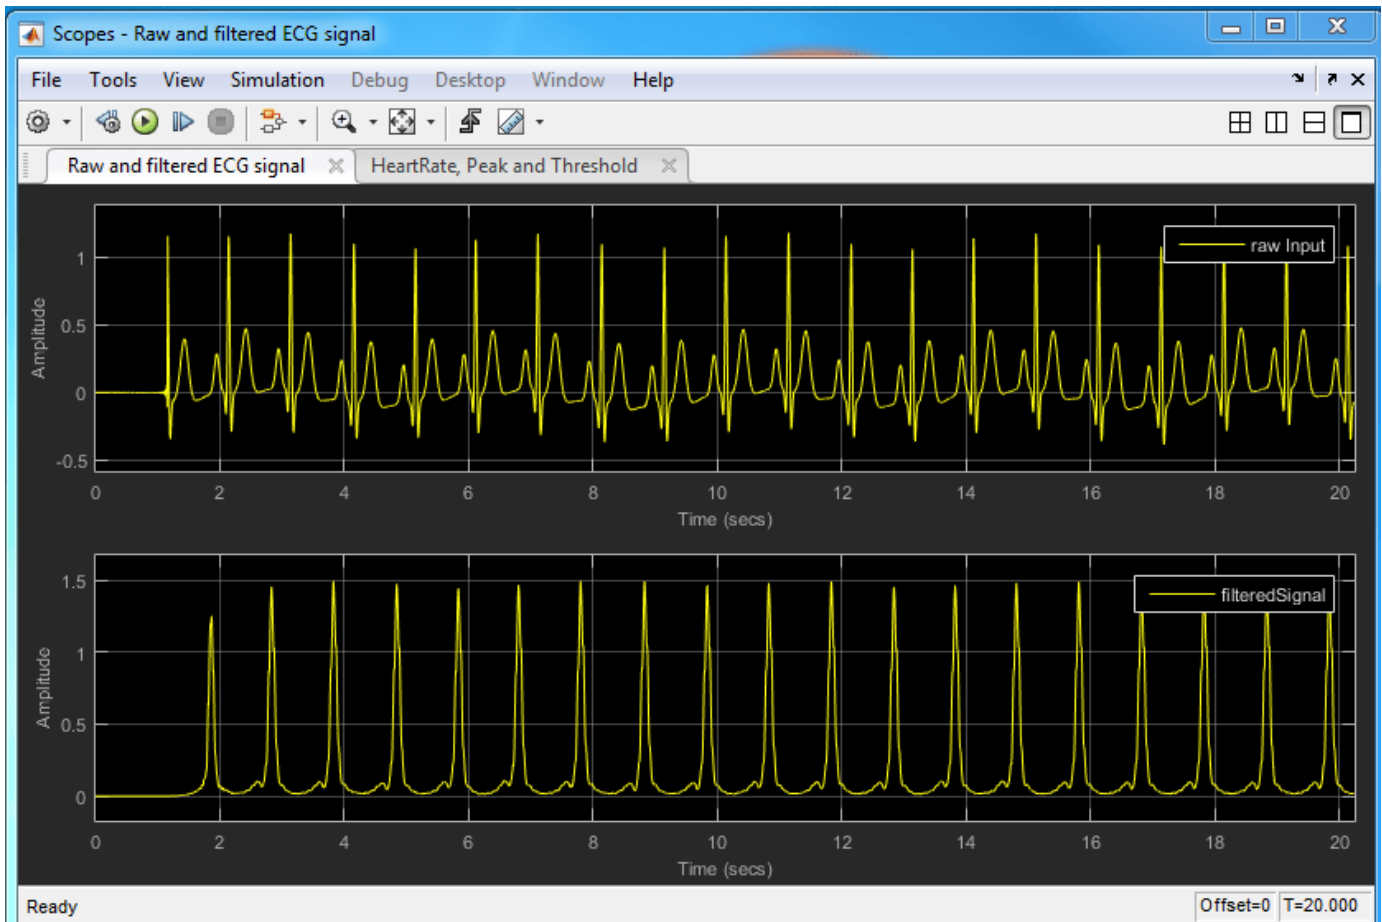 Scopes - Raw and filtered ECG signal
File Tools View Simulation Debug Desktop Window Help
Raw and filtered ECG signal HeartRate, Peak and Threshold
raw Input
1
0.5
0
-0.5
Amplitude
0 2 4 6 8 10 12 14 16 18 20
Time (secs)
filteredSignal
1.5
1
0.5
0
Amplitude
0 2 4 6 8 10 12 14 16 18 20
Time (secs)
Ready Offset=0 T=20.000